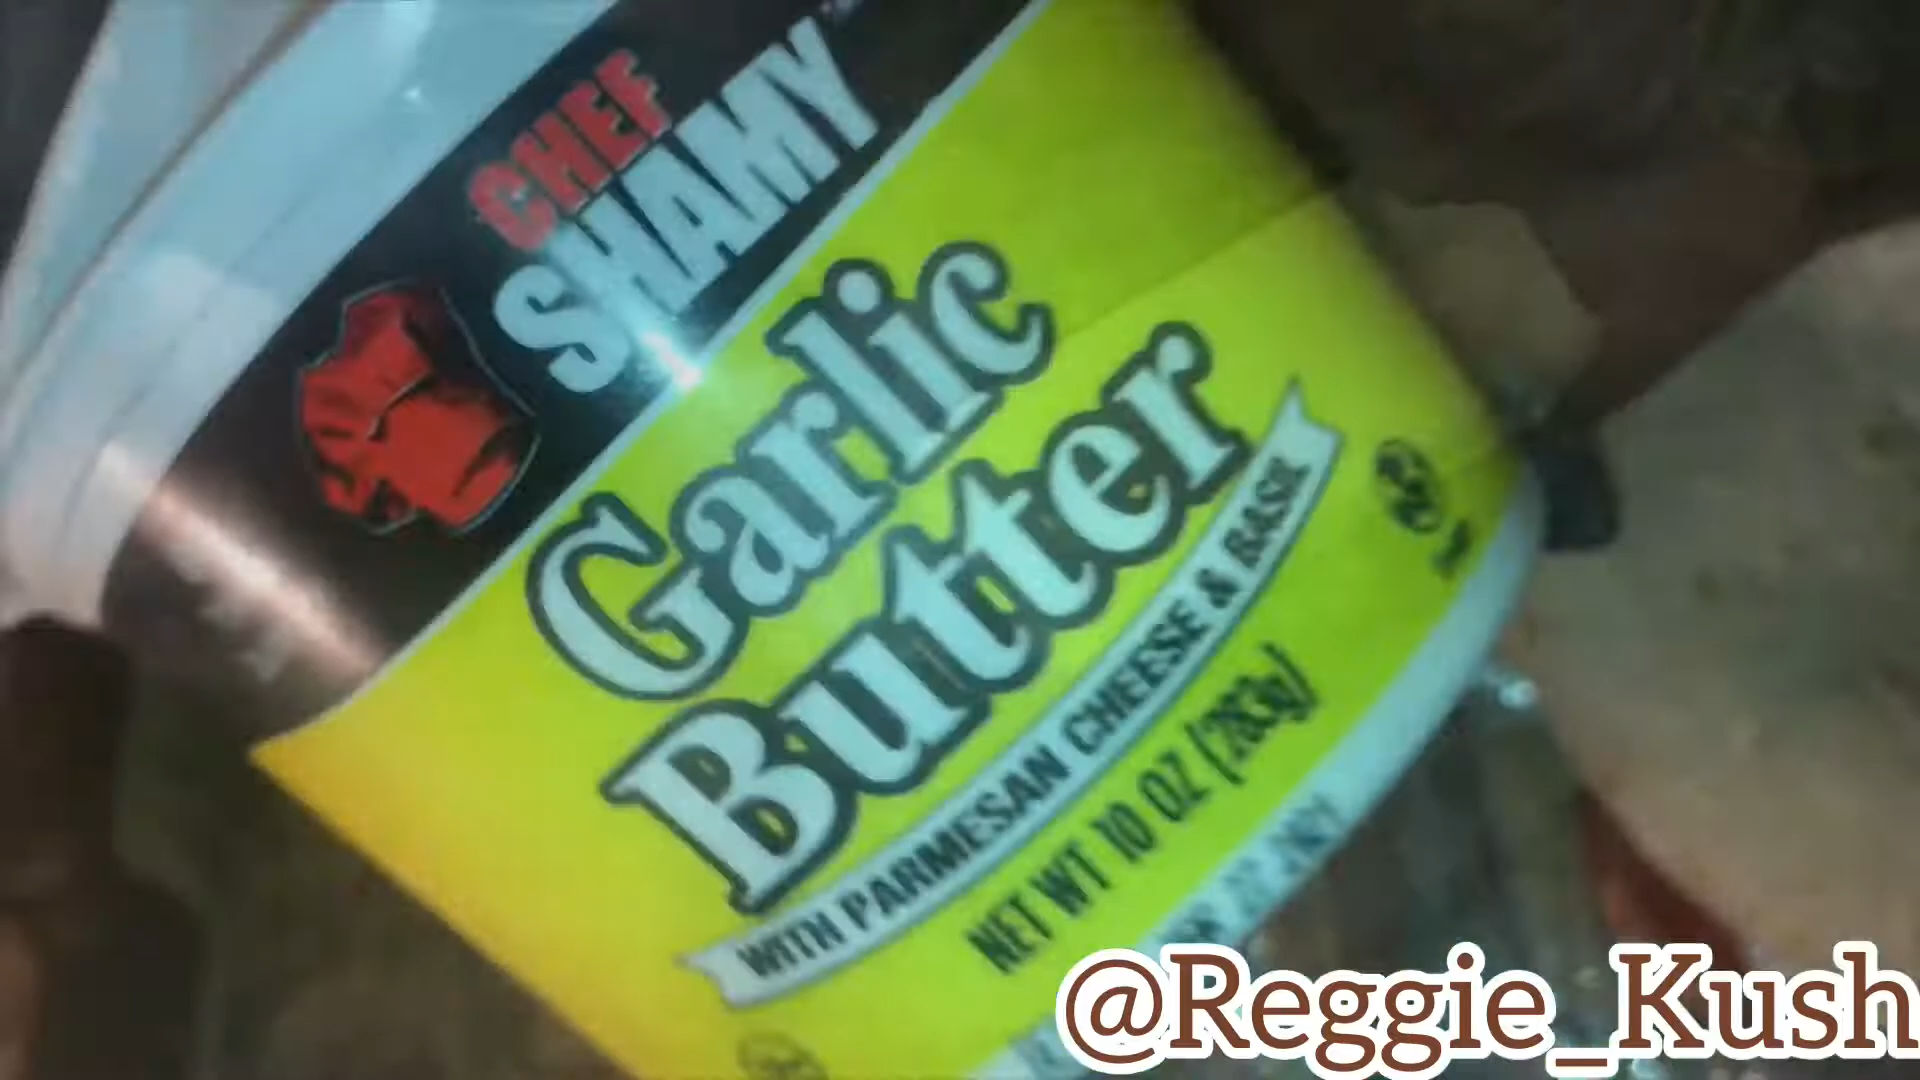 CHEF
SHAMY
Garlic
Butter
WITH PARMESAN CHEESE & BASIL
NET WT 10 OZ (283g)
@Reggie_Kush